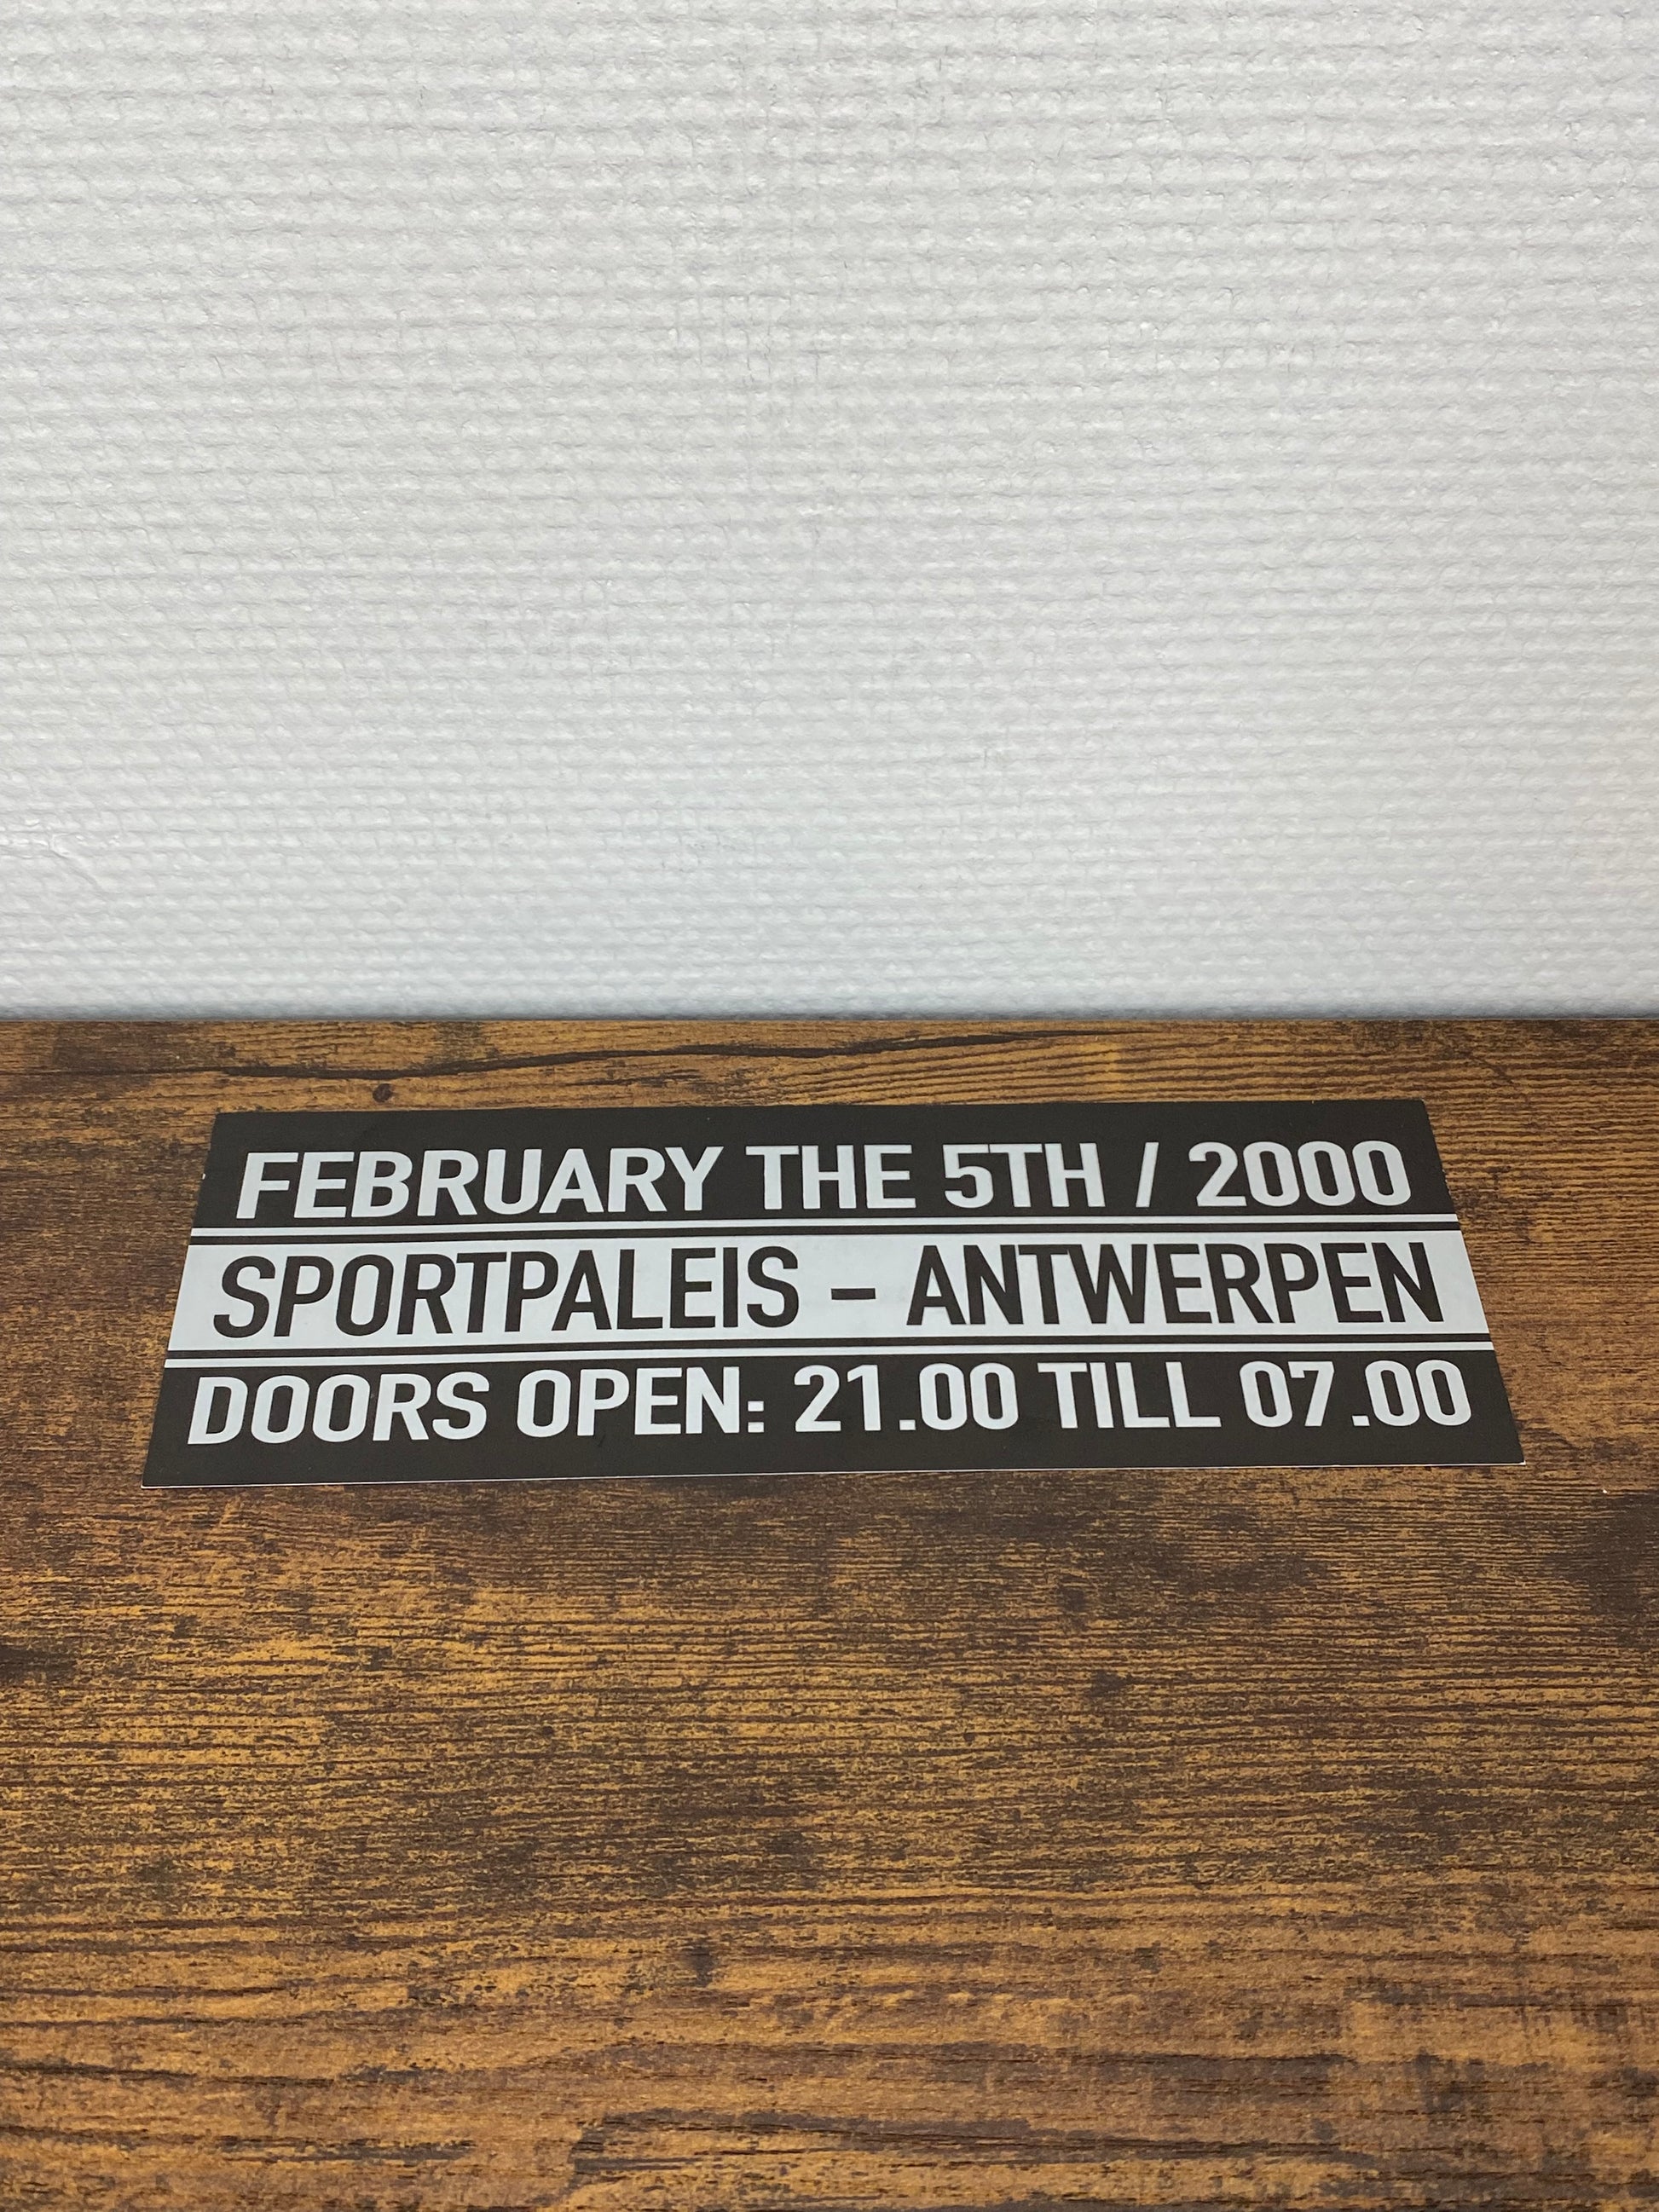 FEBRUARY THE 5TH / 2000
SPORTPALEIS – ANTWERPEN
DOORS OPEN: 21.00 TILL 07.00